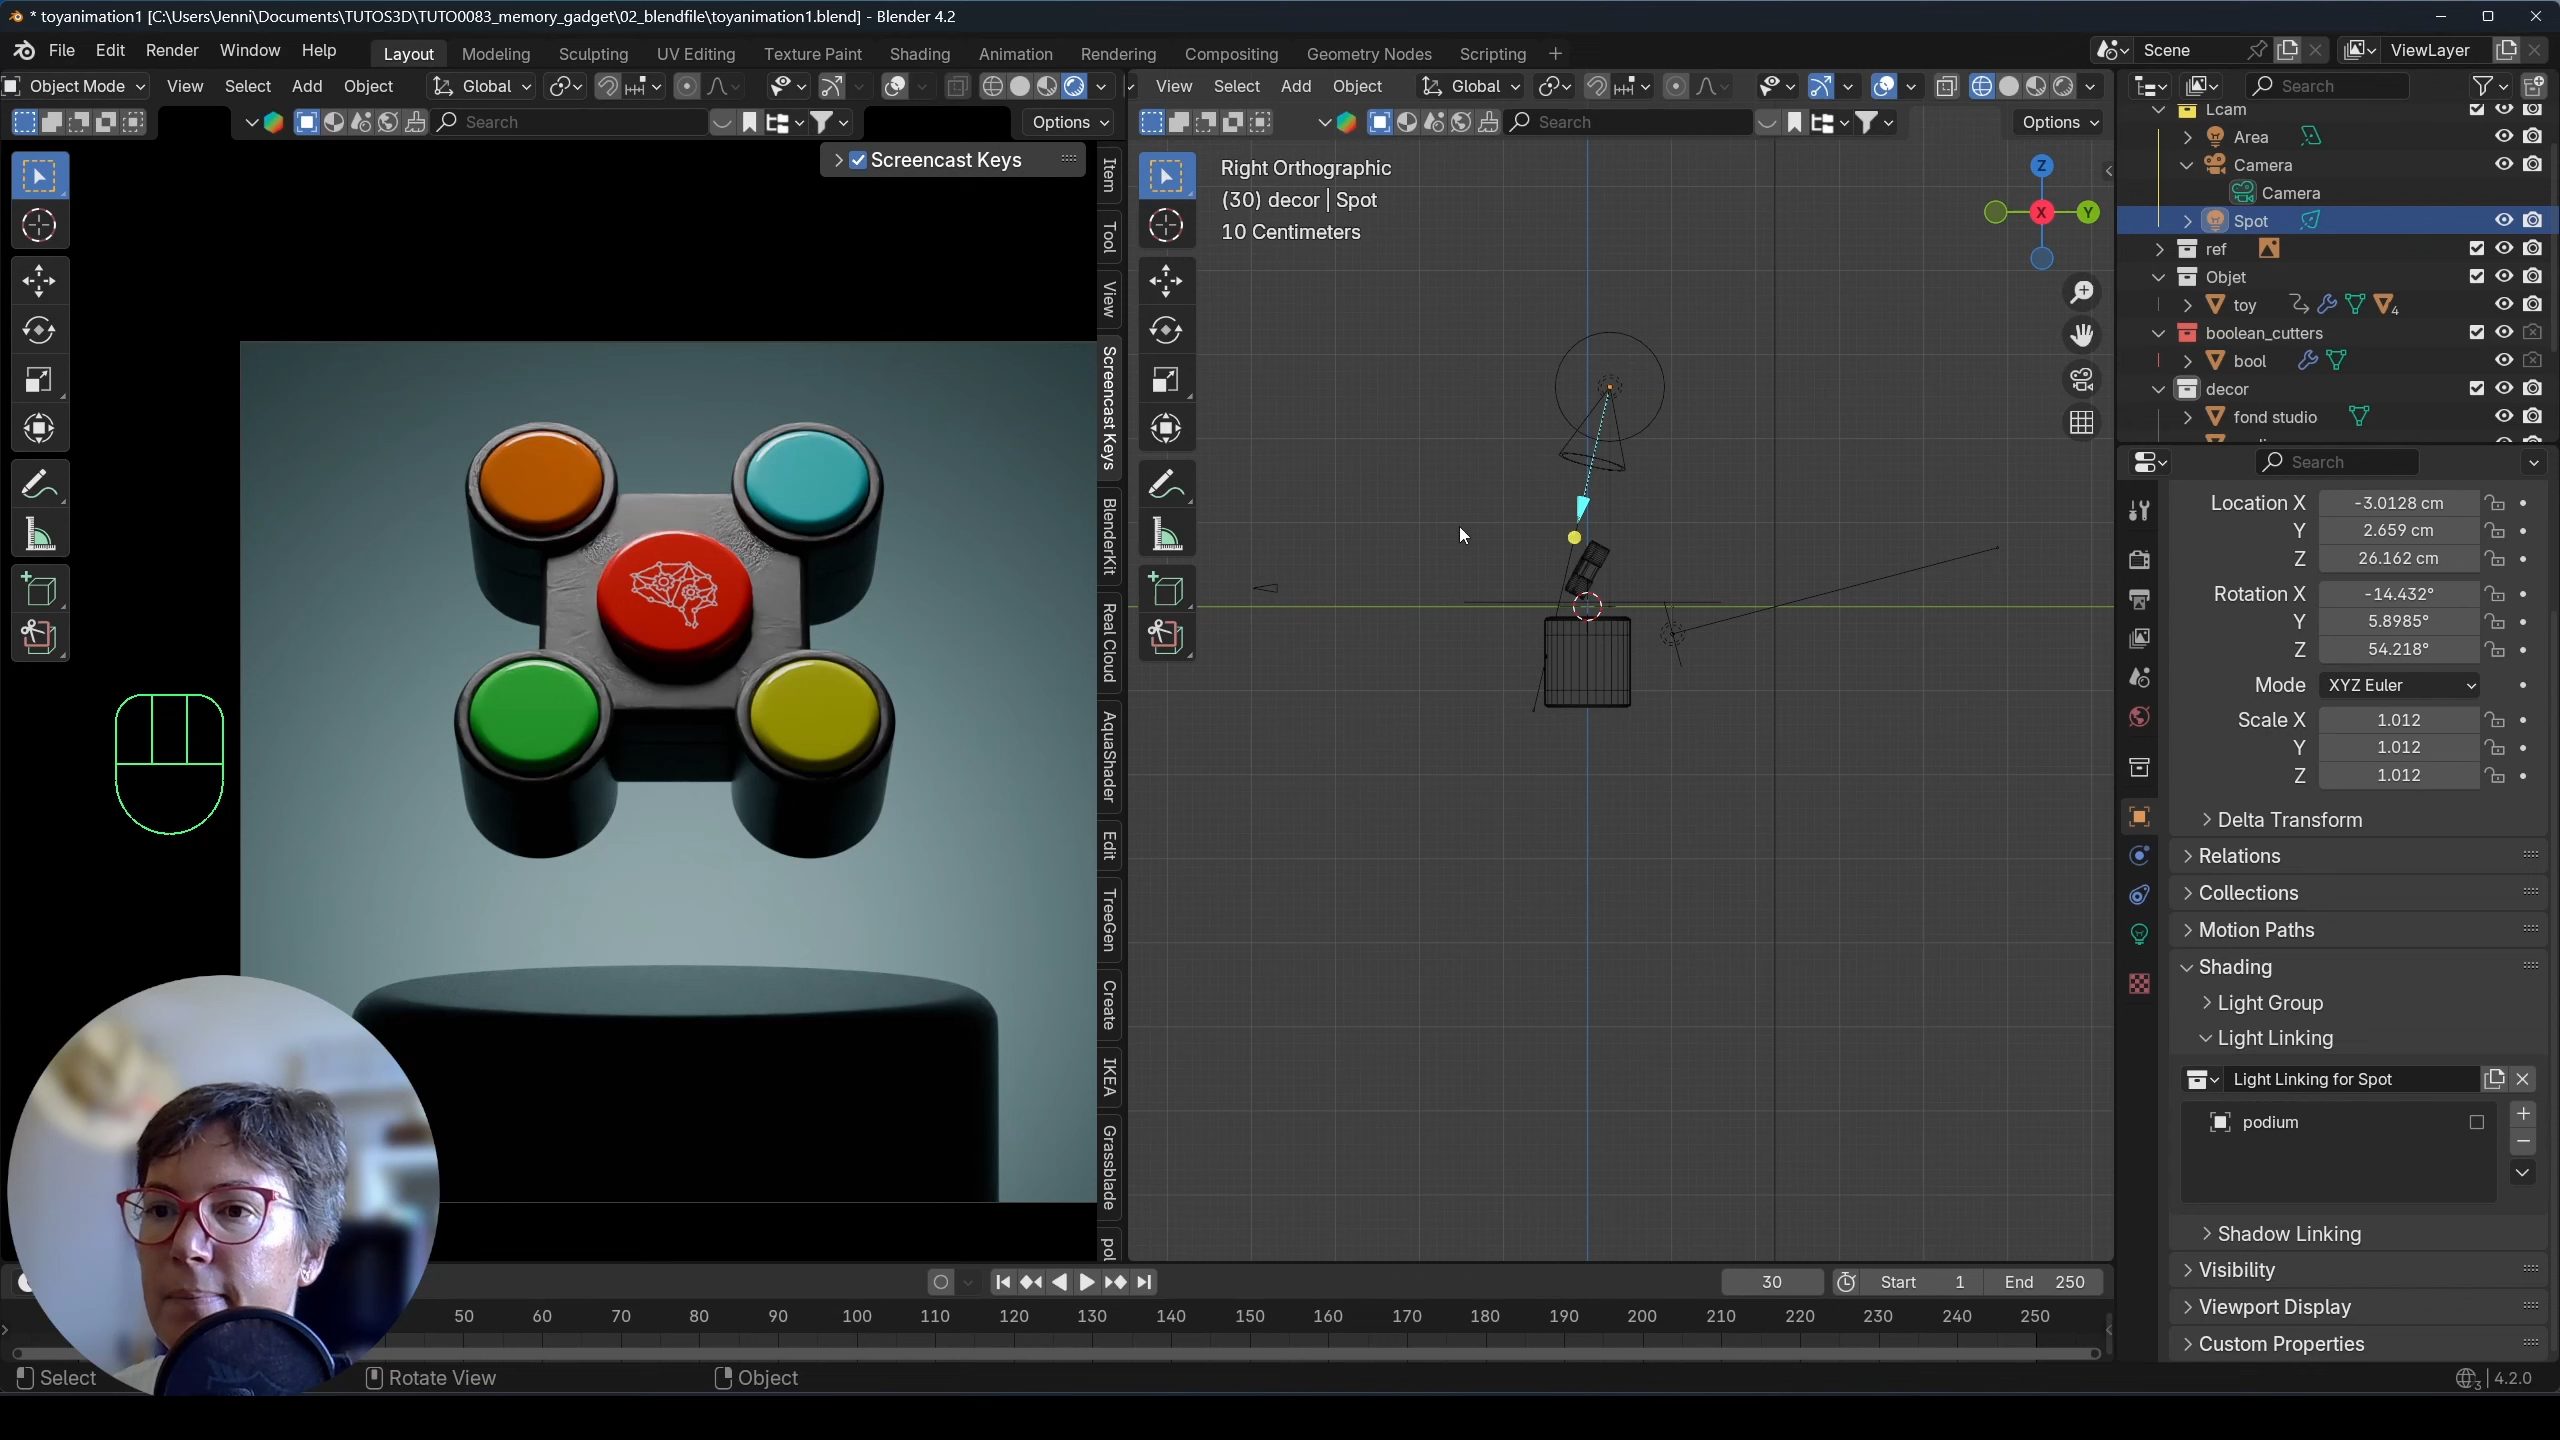 * toyanimation1 [C:\Users\Jenni\Documents\TUTOS3D\TUTO0083_memory_gadget\02_blendfile\toyanimation1.blend] - Blender 4.2
File Edit Render Window Help Layout Modeling Sculpting UV Editing Texture Paint Shading Animation Rendering Compositing Geometry Nodes Scripting + Scene ViewLayer
Object Mode View Select Add Object Global View Select Add Object Global Search
Search Options Search Options
Screencast Keys
Item
Tool
View
Screencast Keys
BlenderKit
Real Cloud
AquaShader
Edit
TreeGen
Create
IKEA
Grassblade
pol
Right Orthographic
(30) decor | Spot
10 Centimeters
Z
X
Y
Lcam
Area
Camera
Camera
Spot
ref
Objet
toy 4
boolean_cutters
bool
decor
fond studio
Search
Location X -3.0128 cm
Y 2.659 cm
Z 26.162 cm
Rotation X -14.432°
Y 5.8985°
Z 54.218°
Mode XYZ Euler
Scale X 1.012
Y 1.012
Z 1.012
Delta Transform
Relations
Collections
Motion Paths
Shading
Light Group
Light Linking
Light Linking for Spot
podium
Shadow Linking
Visibility
Viewport Display
Custom Properties
30 Start 1 End 250
50 60 70 80 90 100 110 120 130 140 150 160 170 180 190 200 210 220 230 240 250
Select Rotate View Object 3 4.2.0